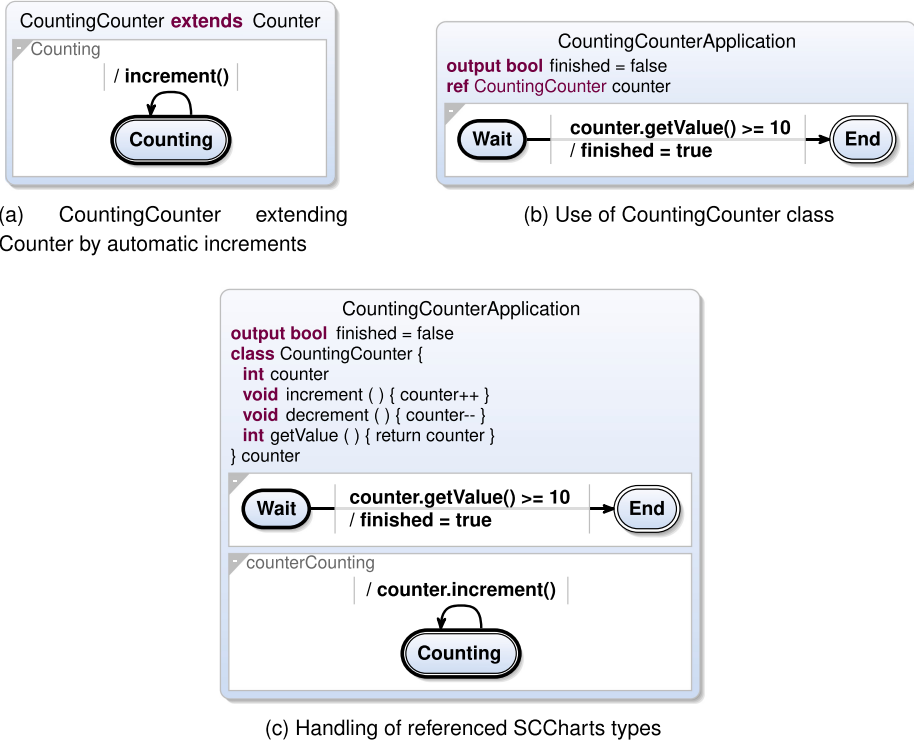 CountingCounter extends Counter
- Counting
/ increment()
Counting
(a) CountingCounter extending
Counter by automatic increments
CountingCounterApplication
output bool finished = false
ref CountingCounter counter
-
Wait
counter.getValue() >= 10
/ finished = true
End
(b) Use of CountingCounter class
CountingCounterApplication
output bool finished = false
class CountingCounter {
int counter
void increment ( ) { counter++ }
void decrement ( ) { counter-- }
int getValue ( ) { return counter }
} counter
-
Wait
counter.getValue() >= 10
/ finished = true
End
- counterCounting
/ counter.increment()
Counting
(c) Handling of referenced SCCharts types